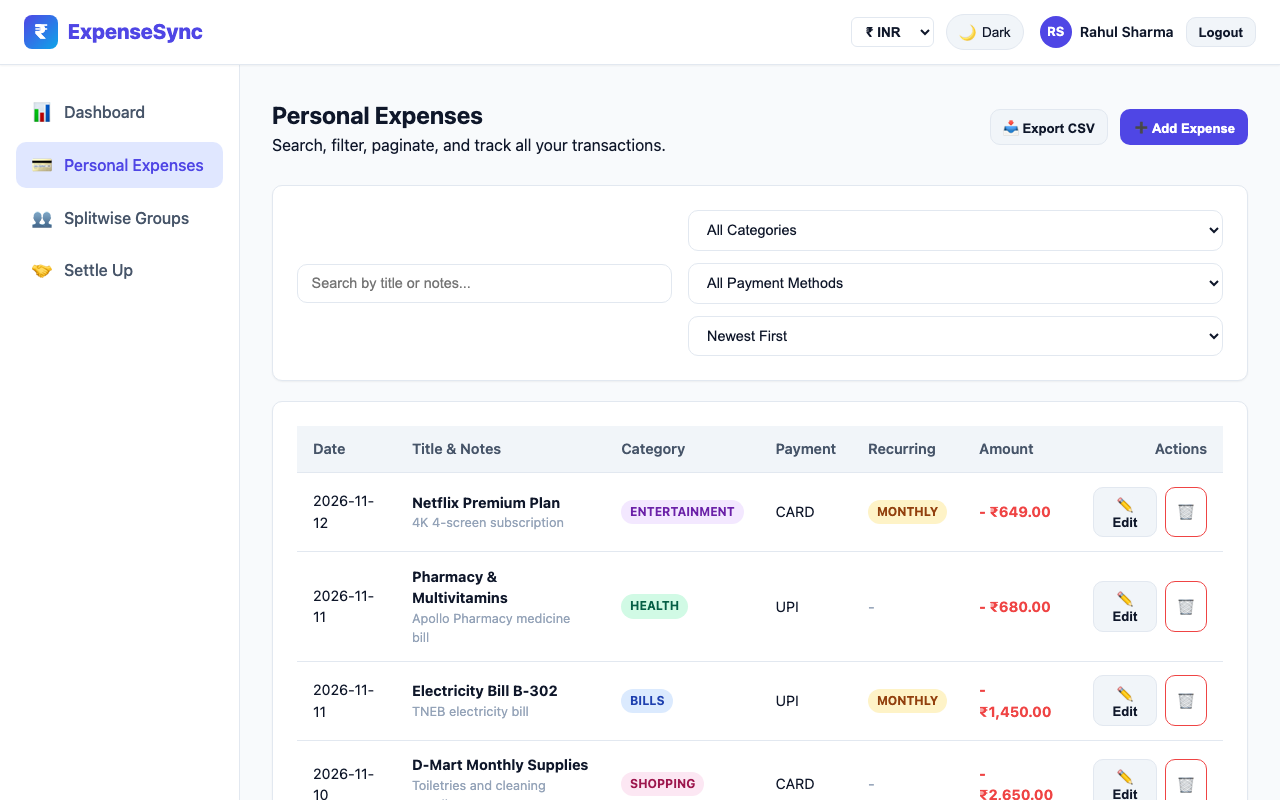 ₹ ExpenseSync
₹ INR
🌙 Dark
RS Rahul Sharma
Logout
📊 Dashboard
💳 Personal Expenses
👥 Splitwise Groups
🤝 Settle Up
Personal Expenses
Search, filter, paginate, and track all your transactions.
📥 Export CSV
➕ Add Expense
Search by title or notes...
All Categories
All Payment Methods
Newest First
Date Title & Notes Category Payment Recurring Amount Actions
2026-11-
12
Netflix Premium Plan
4K 4-screen subscription
ENTERTAINMENT
CARD
MONTHLY
- ₹649.00
✏️
Edit
🗑️
2026-11-
11
Pharmacy &
Multivitamins
Apollo Pharmacy medicine
bill
HEALTH
UPI
-
- ₹680.00
✏️
Edit
🗑️
2026-11-
11
Electricity Bill B-302
TNEB electricity bill
BILLS
UPI
MONTHLY
-
₹1,450.00
✏️
Edit
🗑️
2026-11-
10
D-Mart Monthly Supplies
Toiletries and cleaning
SHOPPING
CARD
-
-
₹2,650.00
✏️
Edit
🗑️